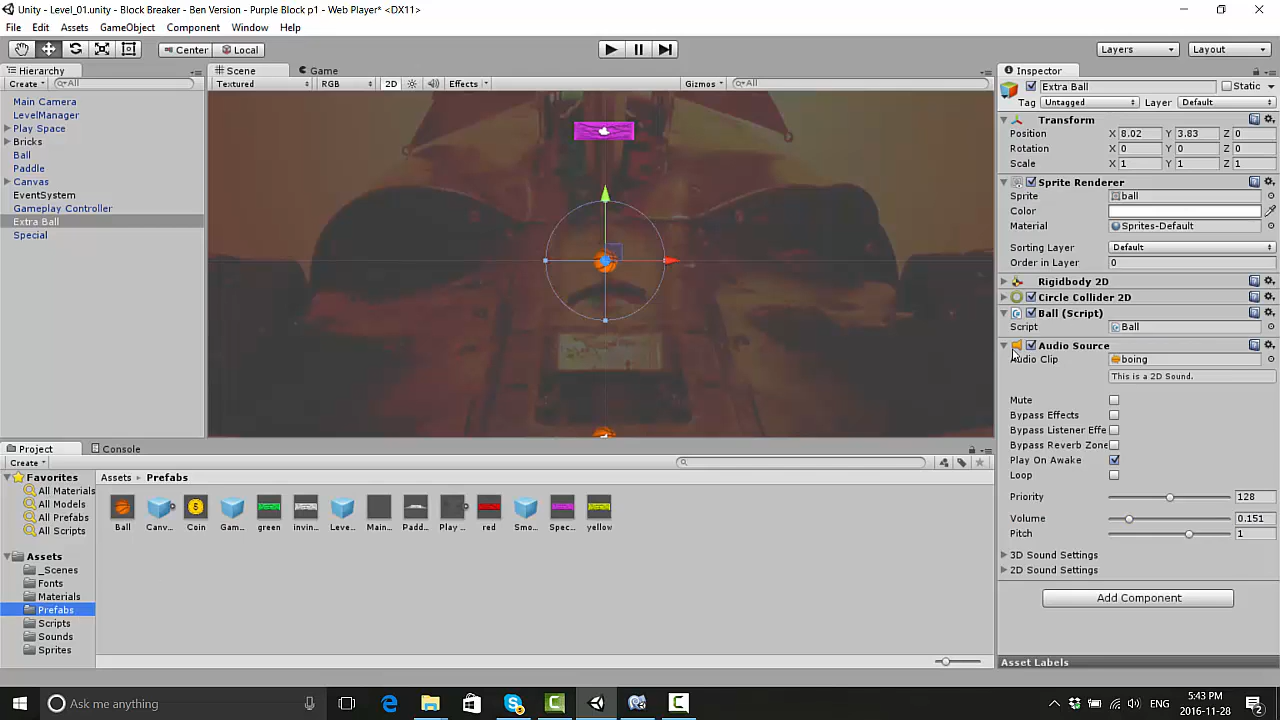 Unity - Level_01.unity - Block Breaker - Ben Version - Purple Block p1 - Web Player* <DX11>
File Edit Assets GameObject Component Window Help
Center Local Layers Layout
Hierarchy
Create All
Main Camera
LevelManager
Play Space
Bricks
Ball
Paddle
Canvas
EventSystem
Gameplay Controller
Extra Ball
Special
Scene Game
Textured RGB 2D Effects Gizmos All
Inspector
Extra Ball Static
Tag Untagged Layer Default
Transform
Position X 8.02 Y 3.83 Z 0
Rotation X 0 Y 0 Z 0
Scale X 1 Y 1 Z 1
Sprite Renderer
Sprite ball
Color
Material Sprites-Default
Sorting Layer Default
Order in Layer 0
Rigidbody 2D
Circle Collider 2D
Ball (Script)
Script Ball
Audio Source
Audio Clip boing
This is a 2D Sound.
Mute
Bypass Effects
Bypass Listener Effe
Bypass Reverb Zone
Play On Awake
Loop
Priority 128
Volume 0.151
Pitch 1
3D Sound Settings
2D Sound Settings
Add Component
Asset Labels
Project Console
Create
Favorites
All Materials
All Models
All Prefabs
All Scripts
Assets
_Scenes
Fonts
Materials
Prefabs
Scripts
Sounds
Sprites
Assets Prefabs
5
Ball Canv... Coin Gam... green invin... Leve... Main... Padd... Play ... red Smo... Spec... yellow
Ask me anything
ENG
5:43 PM
2016-11-28
2